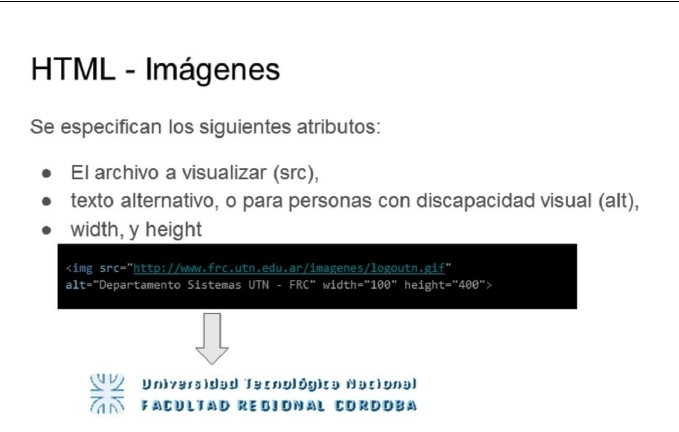 HTML - Imágenes
Se especifican los siguientes atributos:
● El archivo a visualizar (src),
● texto alternativo, o para personas con discapacidad visual (alt),
● width, y height
<img src="http://www.frc.utn.edu.ar/imagenes/logoutn.gif"
alt="Departamento Sistemas UTN - FRC" width="100" height="400">
Universidad Tecnológica Nacional
FACULTAD REGIONAL CORDOBA